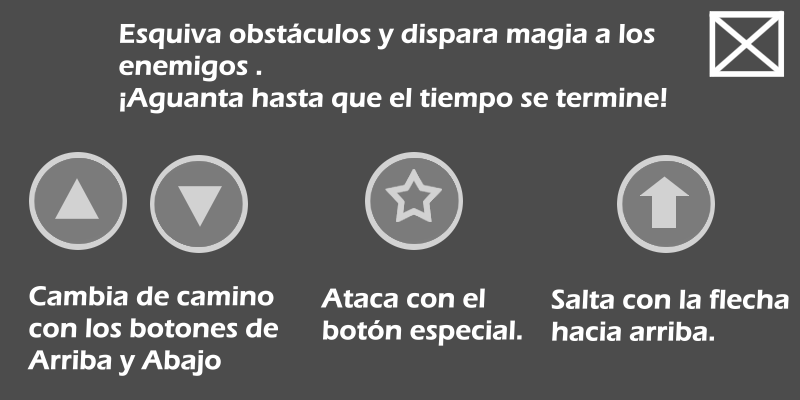 Esquiva obstáculos y dispara magia a los
enemigos .
¡Aguanta hasta que el tiempo se termine!
Cambia de camino
con los botones de
Arriba y Abajo
Ataca con el
botón especial.
Salta con la flecha
hacia arriba.